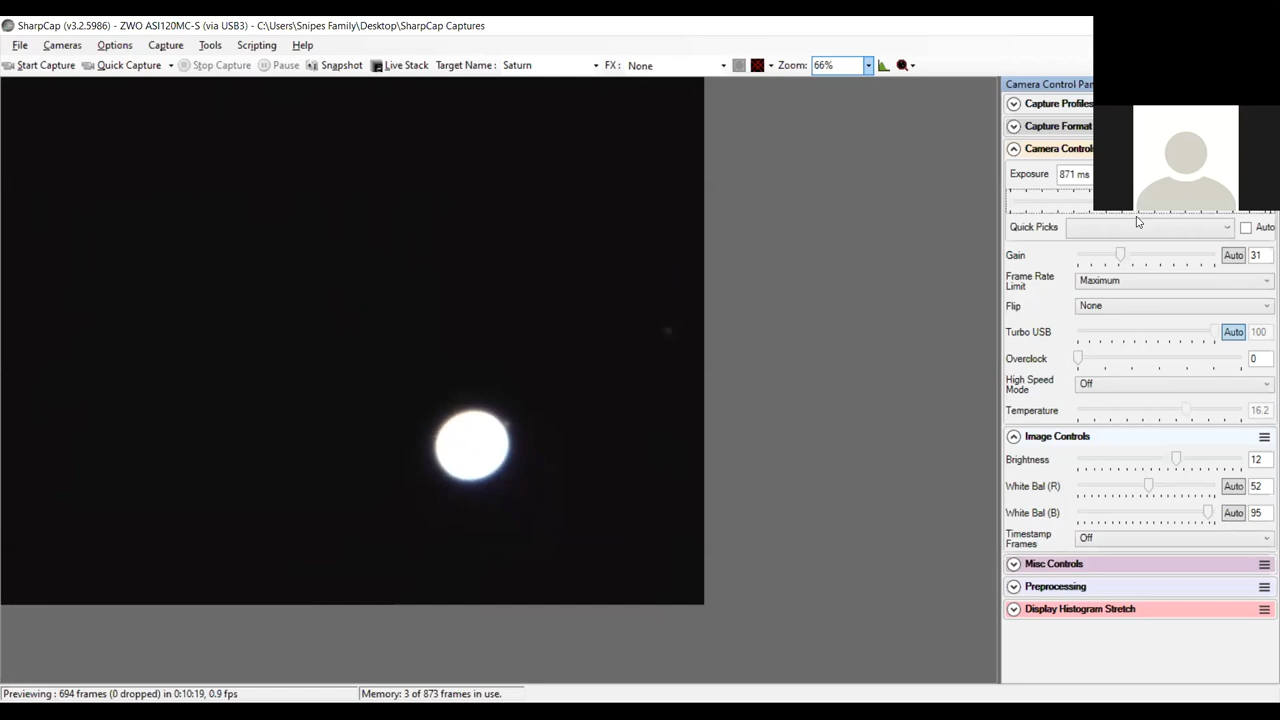 SharpCap (v3.2.5986) - ZWO ASI120MC-S (via USB3) - C:\Users\Snipes Family\Desktop\SharpCap Captures
File Cameras Options Capture Tools Scripting Help
Start Capture Quick Capture Stop Capture Pause Snapshot Live Stack Target Name : Saturn FX : None Zoom: 66%
Camera Control Pan
Capture Profiles
Capture Format
Camera Controls
Exposure 871 ms
Quick Picks Auto
Gain Auto 31
Frame Rate Limit Maximum
Flip None
Turbo USB Auto 100
Overclock 0
High Speed Mode Off
Temperature 16.2
Image Controls
Brightness 12
White Bal (R) Auto 52
White Bal (B) Auto 95
Timestamp Frames Off
Misc Controls
Preprocessing
Display Histogram Stretch
Previewing : 694 frames (0 dropped) in 0:10:19, 0.9 fps Memory: 3 of 873 frames in use.